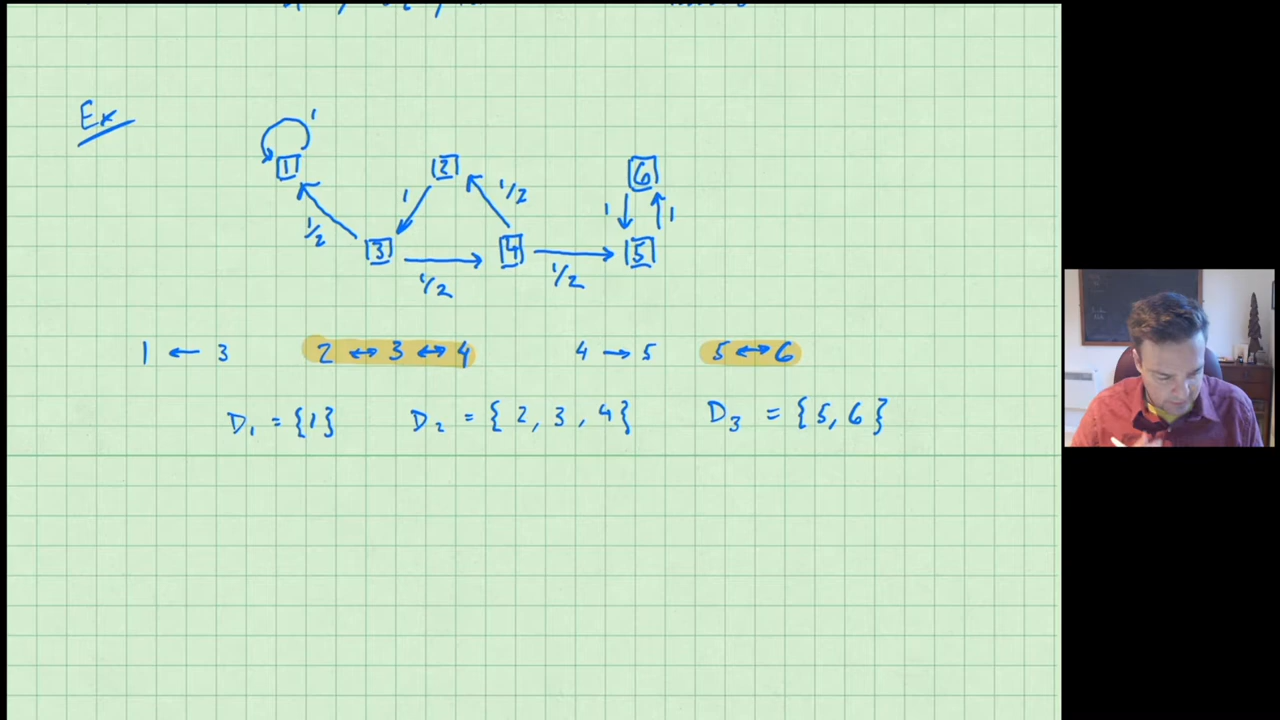 Ex
1
1 2 6
1 1/2 1 1
1/2
3 4 5
1/2 1/2
1 ← 3 2 ↔ 3 ↔ 4 4 → 5 5 ↔ 6
D₁ = {1} D₂ = {2, 3, 4} D₃ = {5, 6}